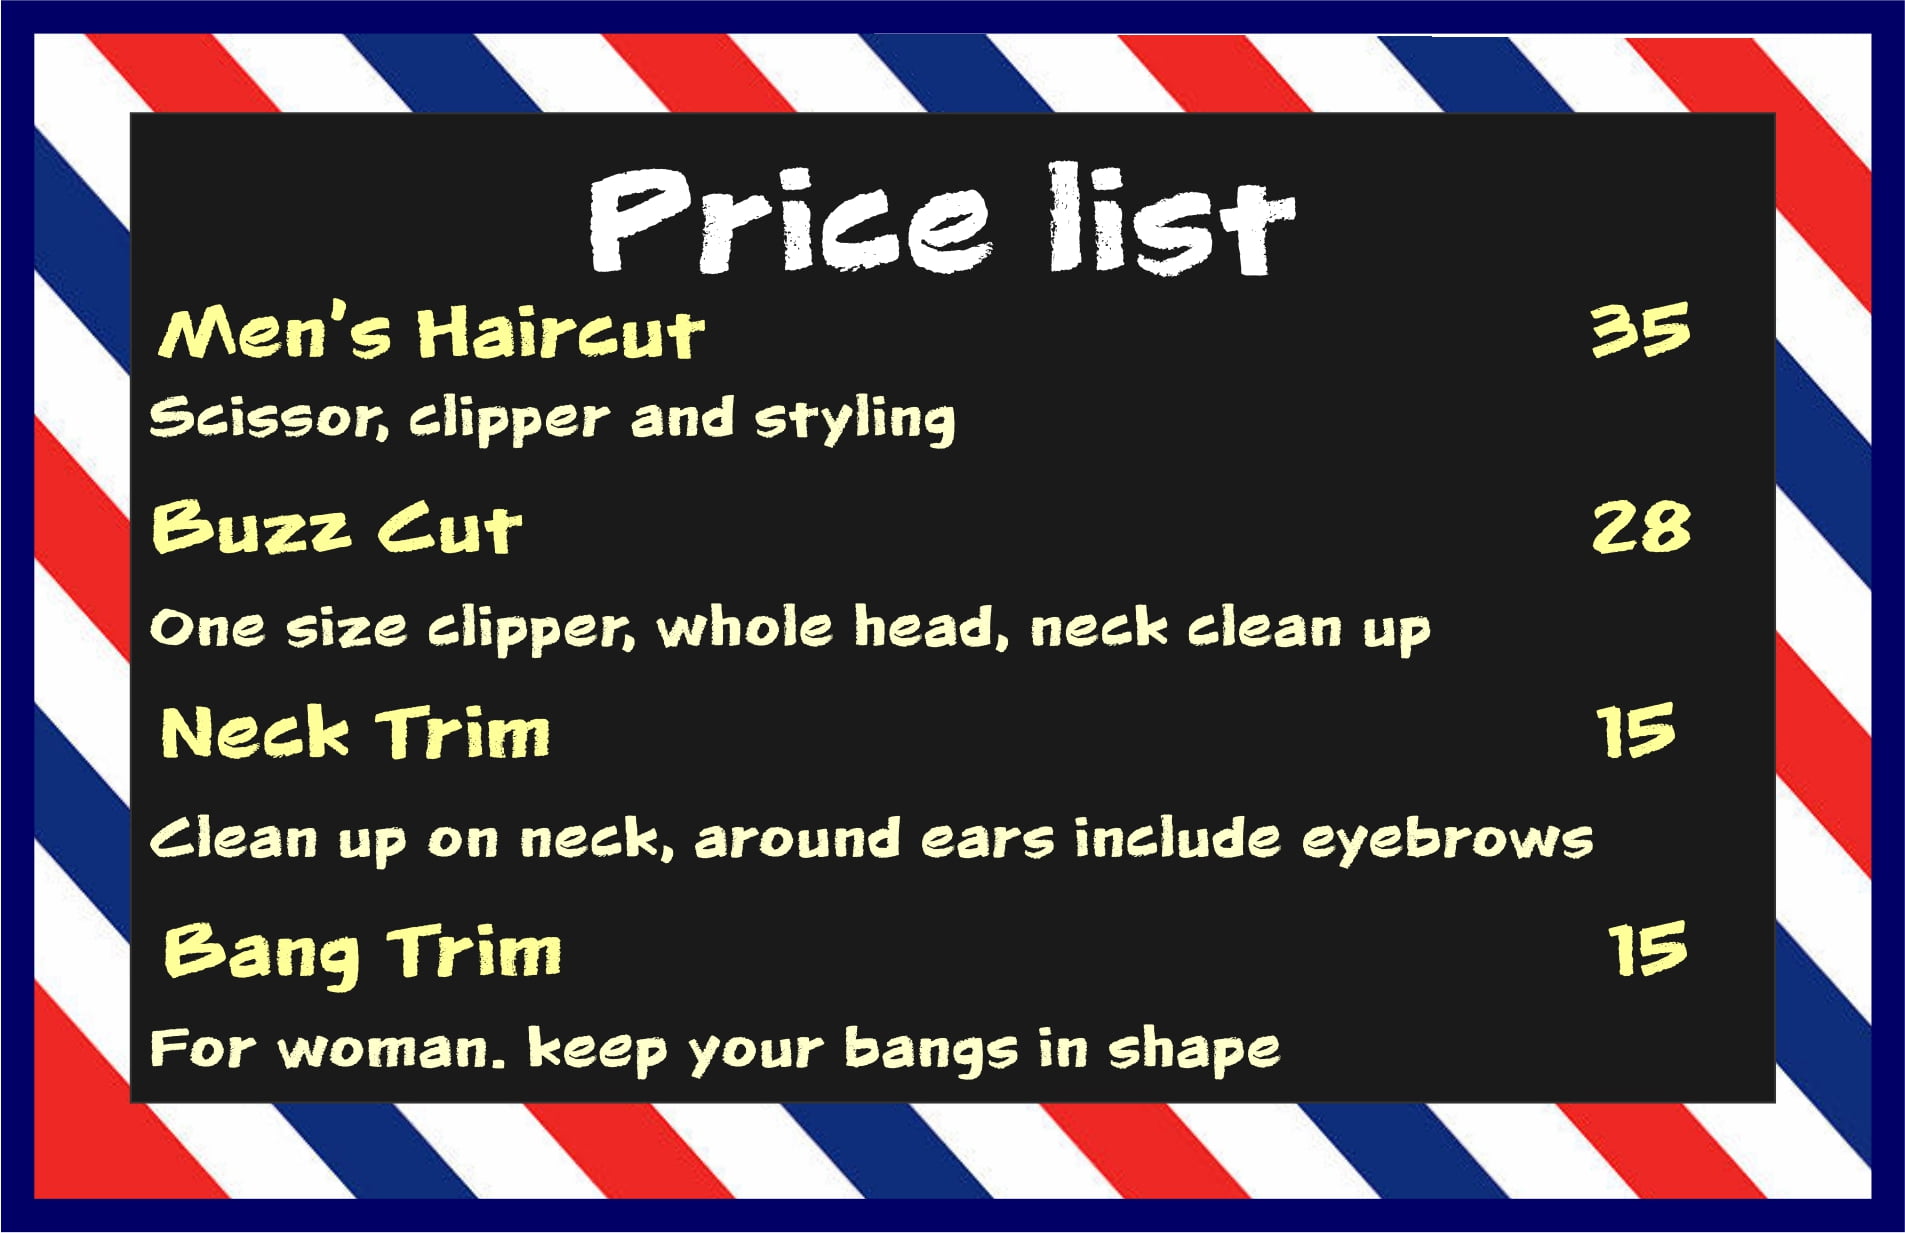 Price list
Men's Haircut 35
Scissor, clipper and styling
Buzz Cut 28
One size clipper, whole head, neck clean up
Neck Trim 15
Clean up on neck, around ears include eyebrows
Bang Trim 15
For woman. keep your bangs in shape